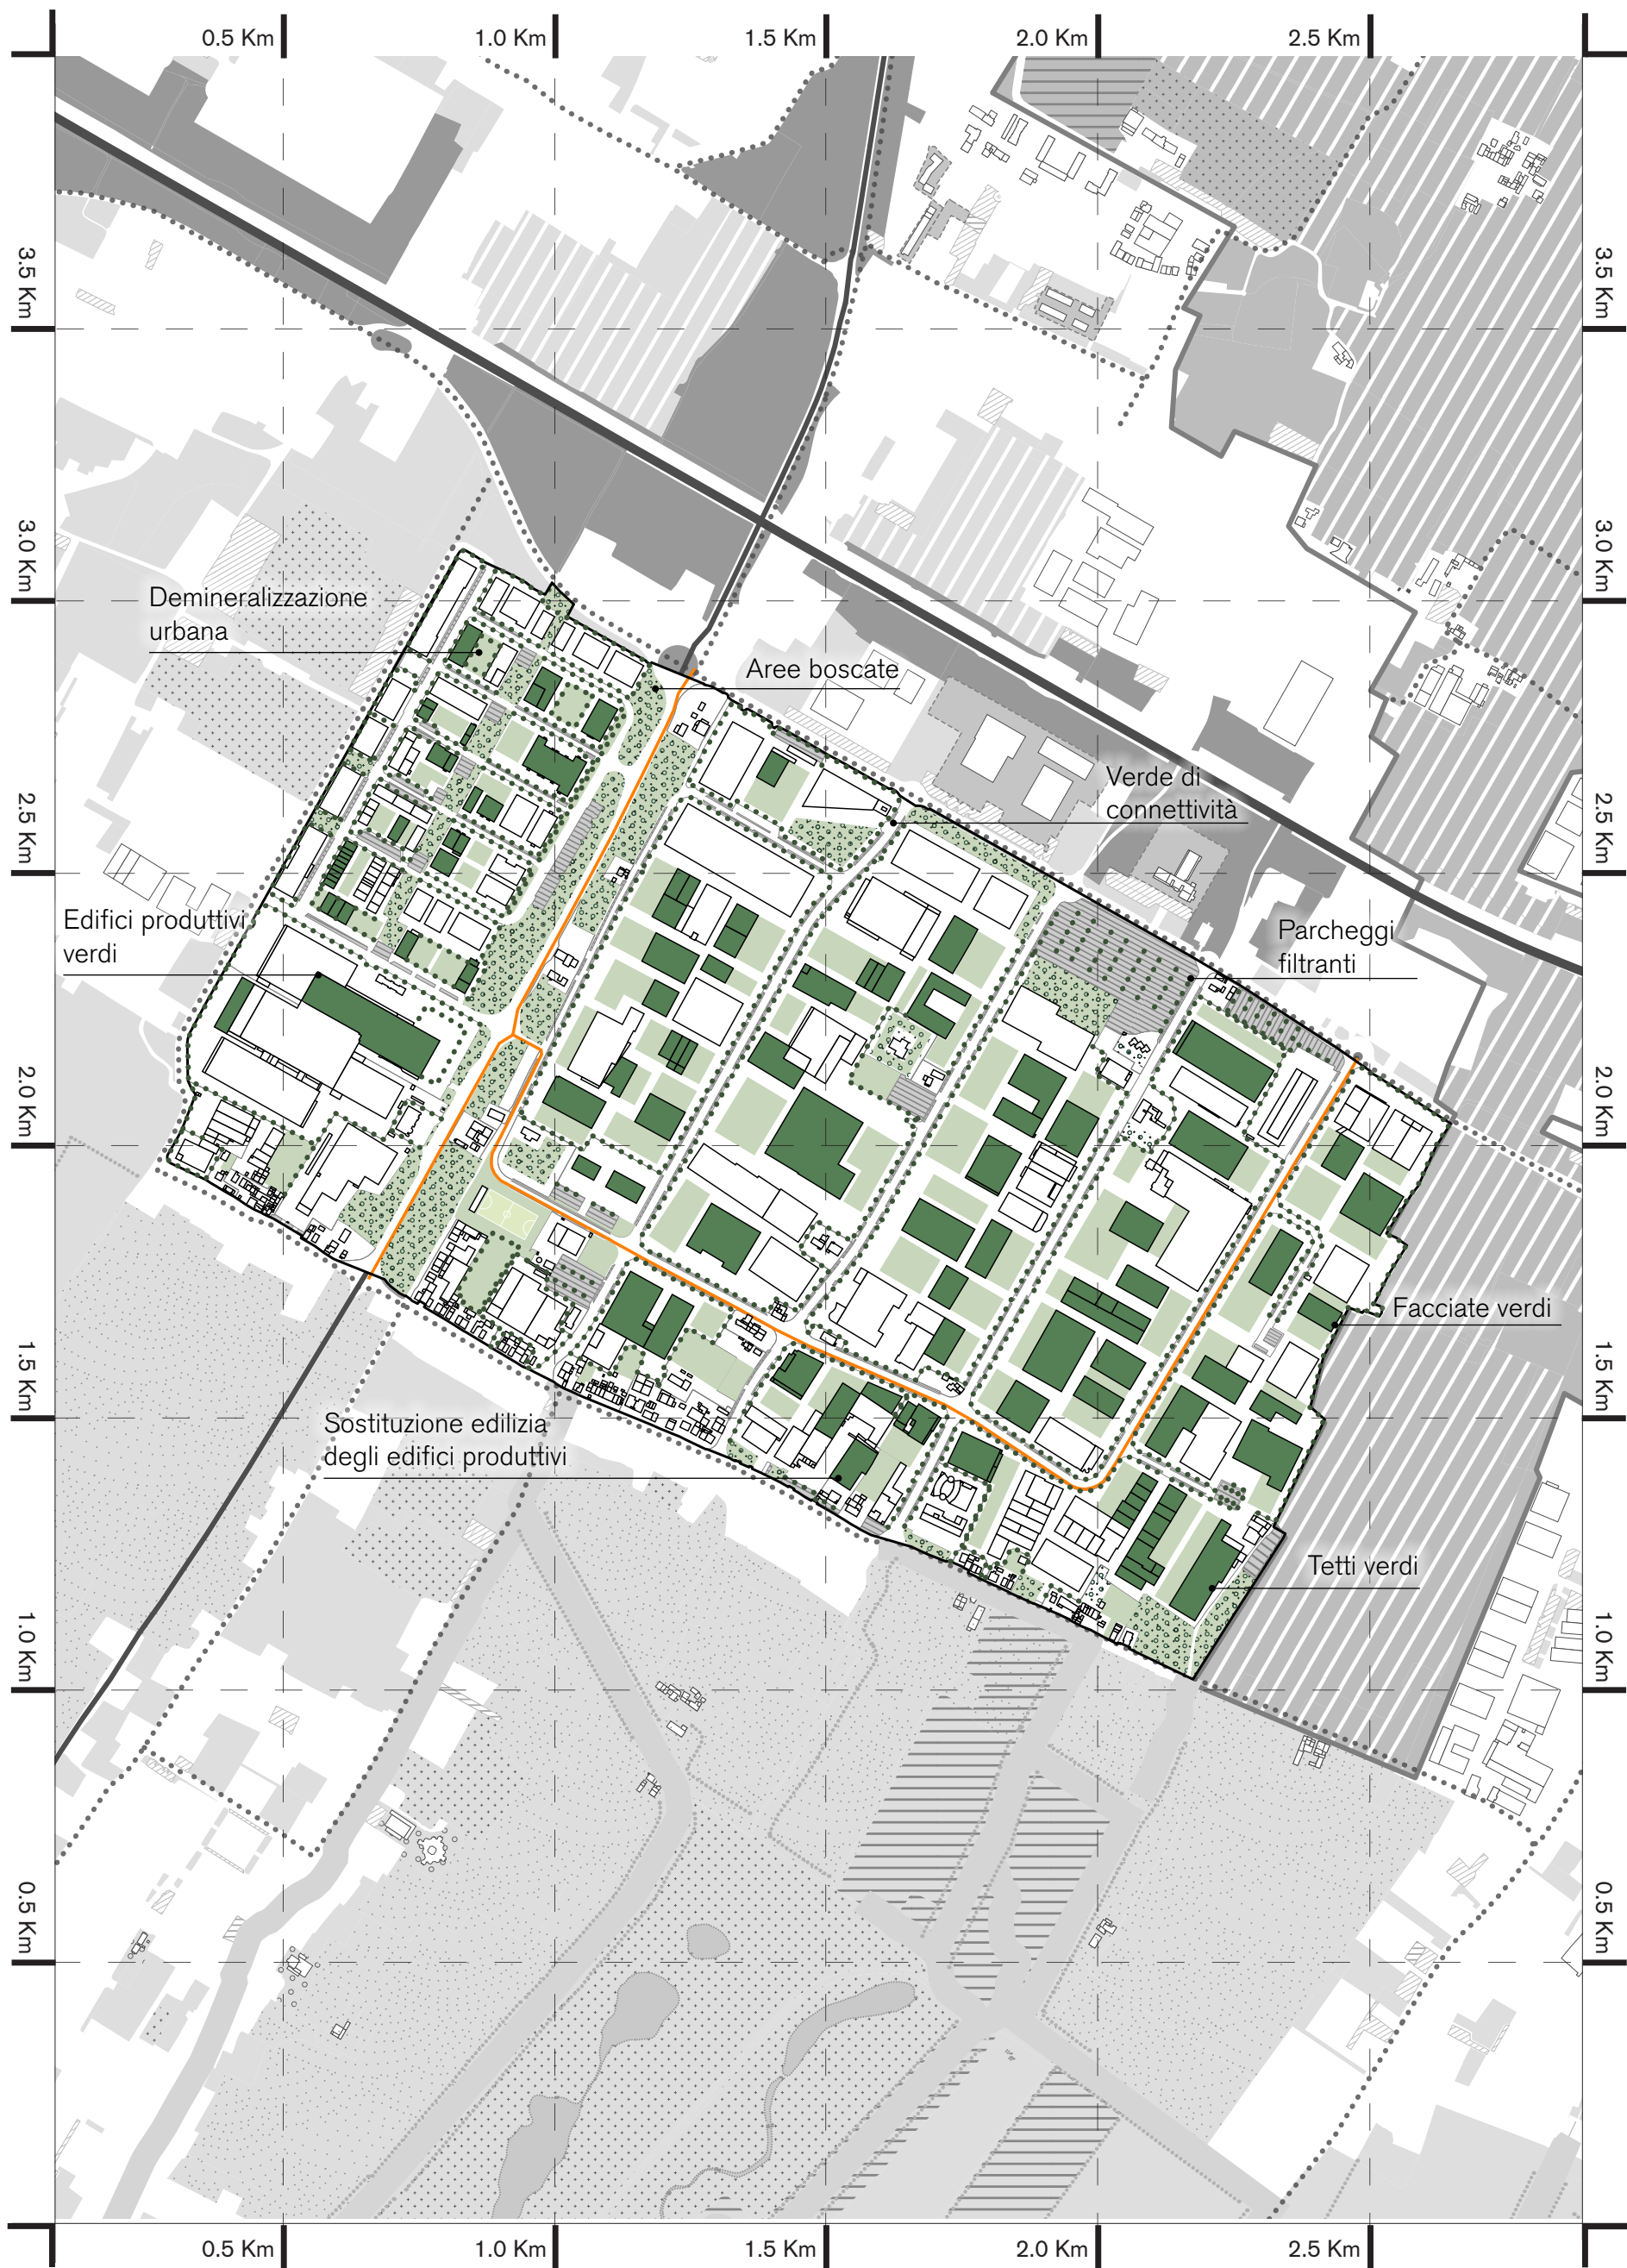 0.5 Km
1.0 Km
1.5 Km
2.0 Km
2.5 Km
3.5 Km
3.5 Km
3.0 Km
3.0 Km
Demineralizzazione
urbana
Aree boscate
Verde di
connettività
2.5 Km
2.5 Km
Edifici produttivi
verdi
Parcheggi
filtranti
2.0 Km
2.0 Km
Facciate verdi
1.5 Km
1.5 Km
Sostituzione edilizia
degli edifici produttivi
Tetti verdi
1.0 Km
1.0 Km
0.5 Km
0.5 Km
0.5 Km
1.0 Km
1.5 Km
2.0 Km
2.5 Km